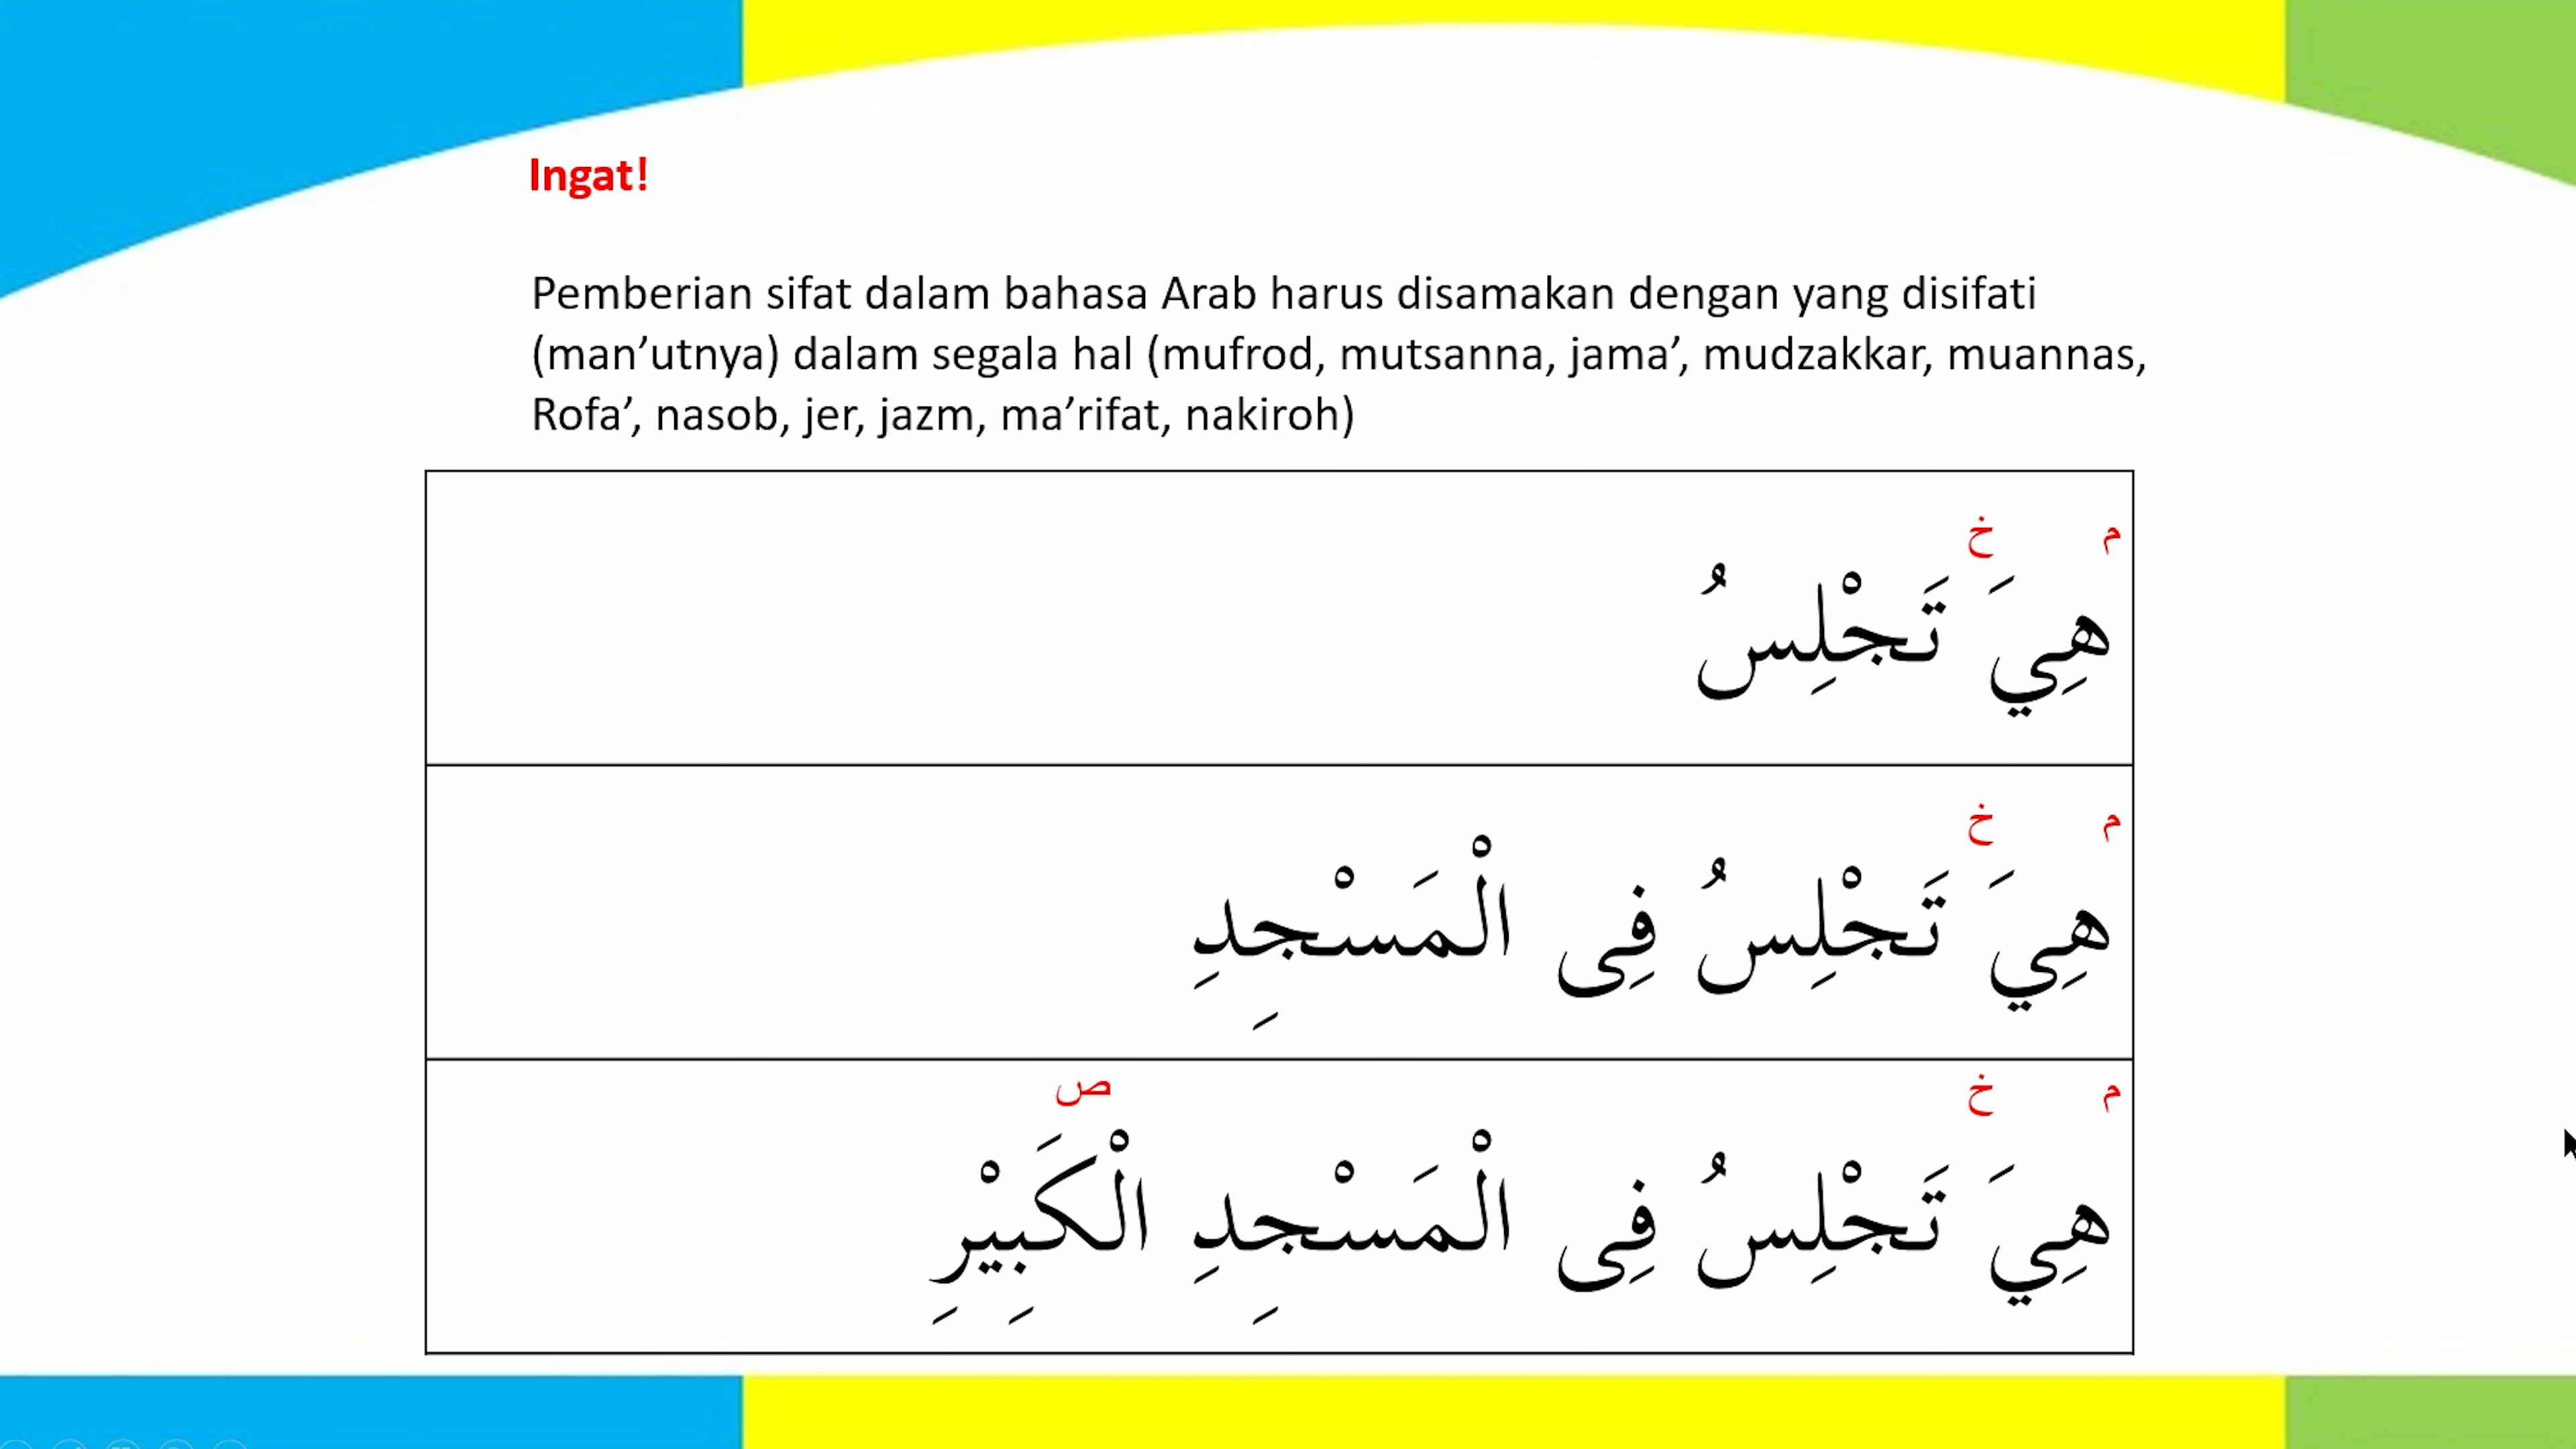 Ingat!
Pemberian sifat dalam bahasa Arab harus disamakan dengan yang disifati
(man’utnya) dalam segala hal (mufrod, mutsanna, jama’, mudzakkar, muannas,
Rofa’, nasob, jer, jazm, ma’rifat, nakiroh)
م خ
هِيَ تَجْلِسُ
م خ
هِيَ تَجْلِسُ فِى الْمَسْجِدِ
م خ ص
هِيَ تَجْلِسُ فِى الْمَسْجِدِ الْكَبِيْرِ